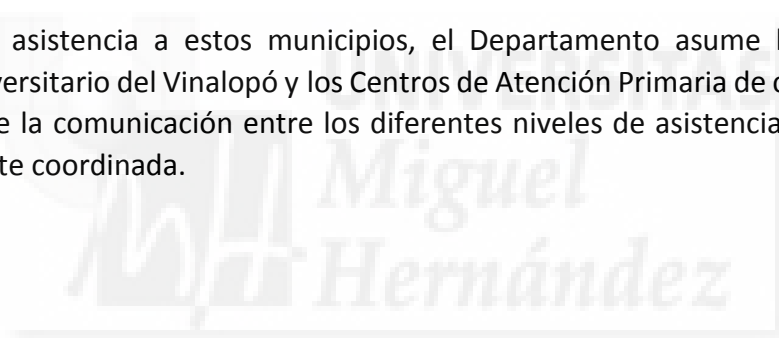 asistencia a estos municipios, el Departamento asume
ersitario del Vinalopó y los Centros de Atención Primaria de
e la comunicación entre los diferentes niveles de asistencia
te coordinada.
UNIVERSITAS
Miguel
Hernández